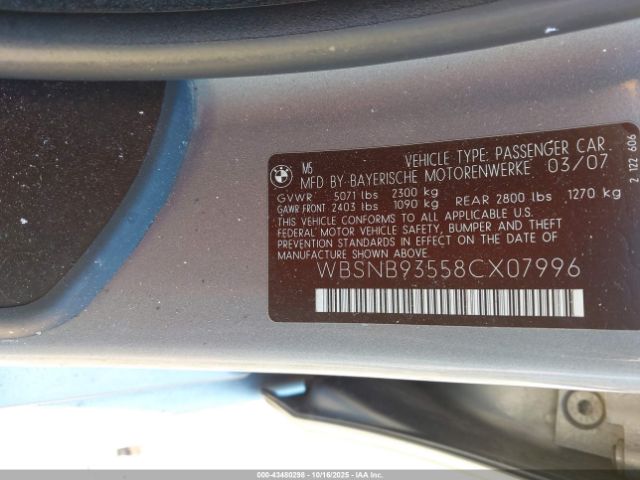 BMW
M5
VEHICLE TYPE: PASSENGER CAR
MFD BY BAYERISCHE MOTORENWERKE 03/07
GVWR 5071 lbs 2300 kg
GAWR FRONT 2403 lbs 1090 kg REAR 2800 lbs 1270 kg
THIS VEHICLE CONFORMS TO ALL APPLICABLE U.S.
FEDERAL MOTOR VEHICLE SAFETY, BUMPER AND THEFT
PREVENTION STANDARDS IN EFFECT ON THE DATE OF
MANUFACTURE SHOWN ABOVE.
WBSNB93558CX07996
2 122 606
000-43480298 - 10/16/2025 - IAA Inc.